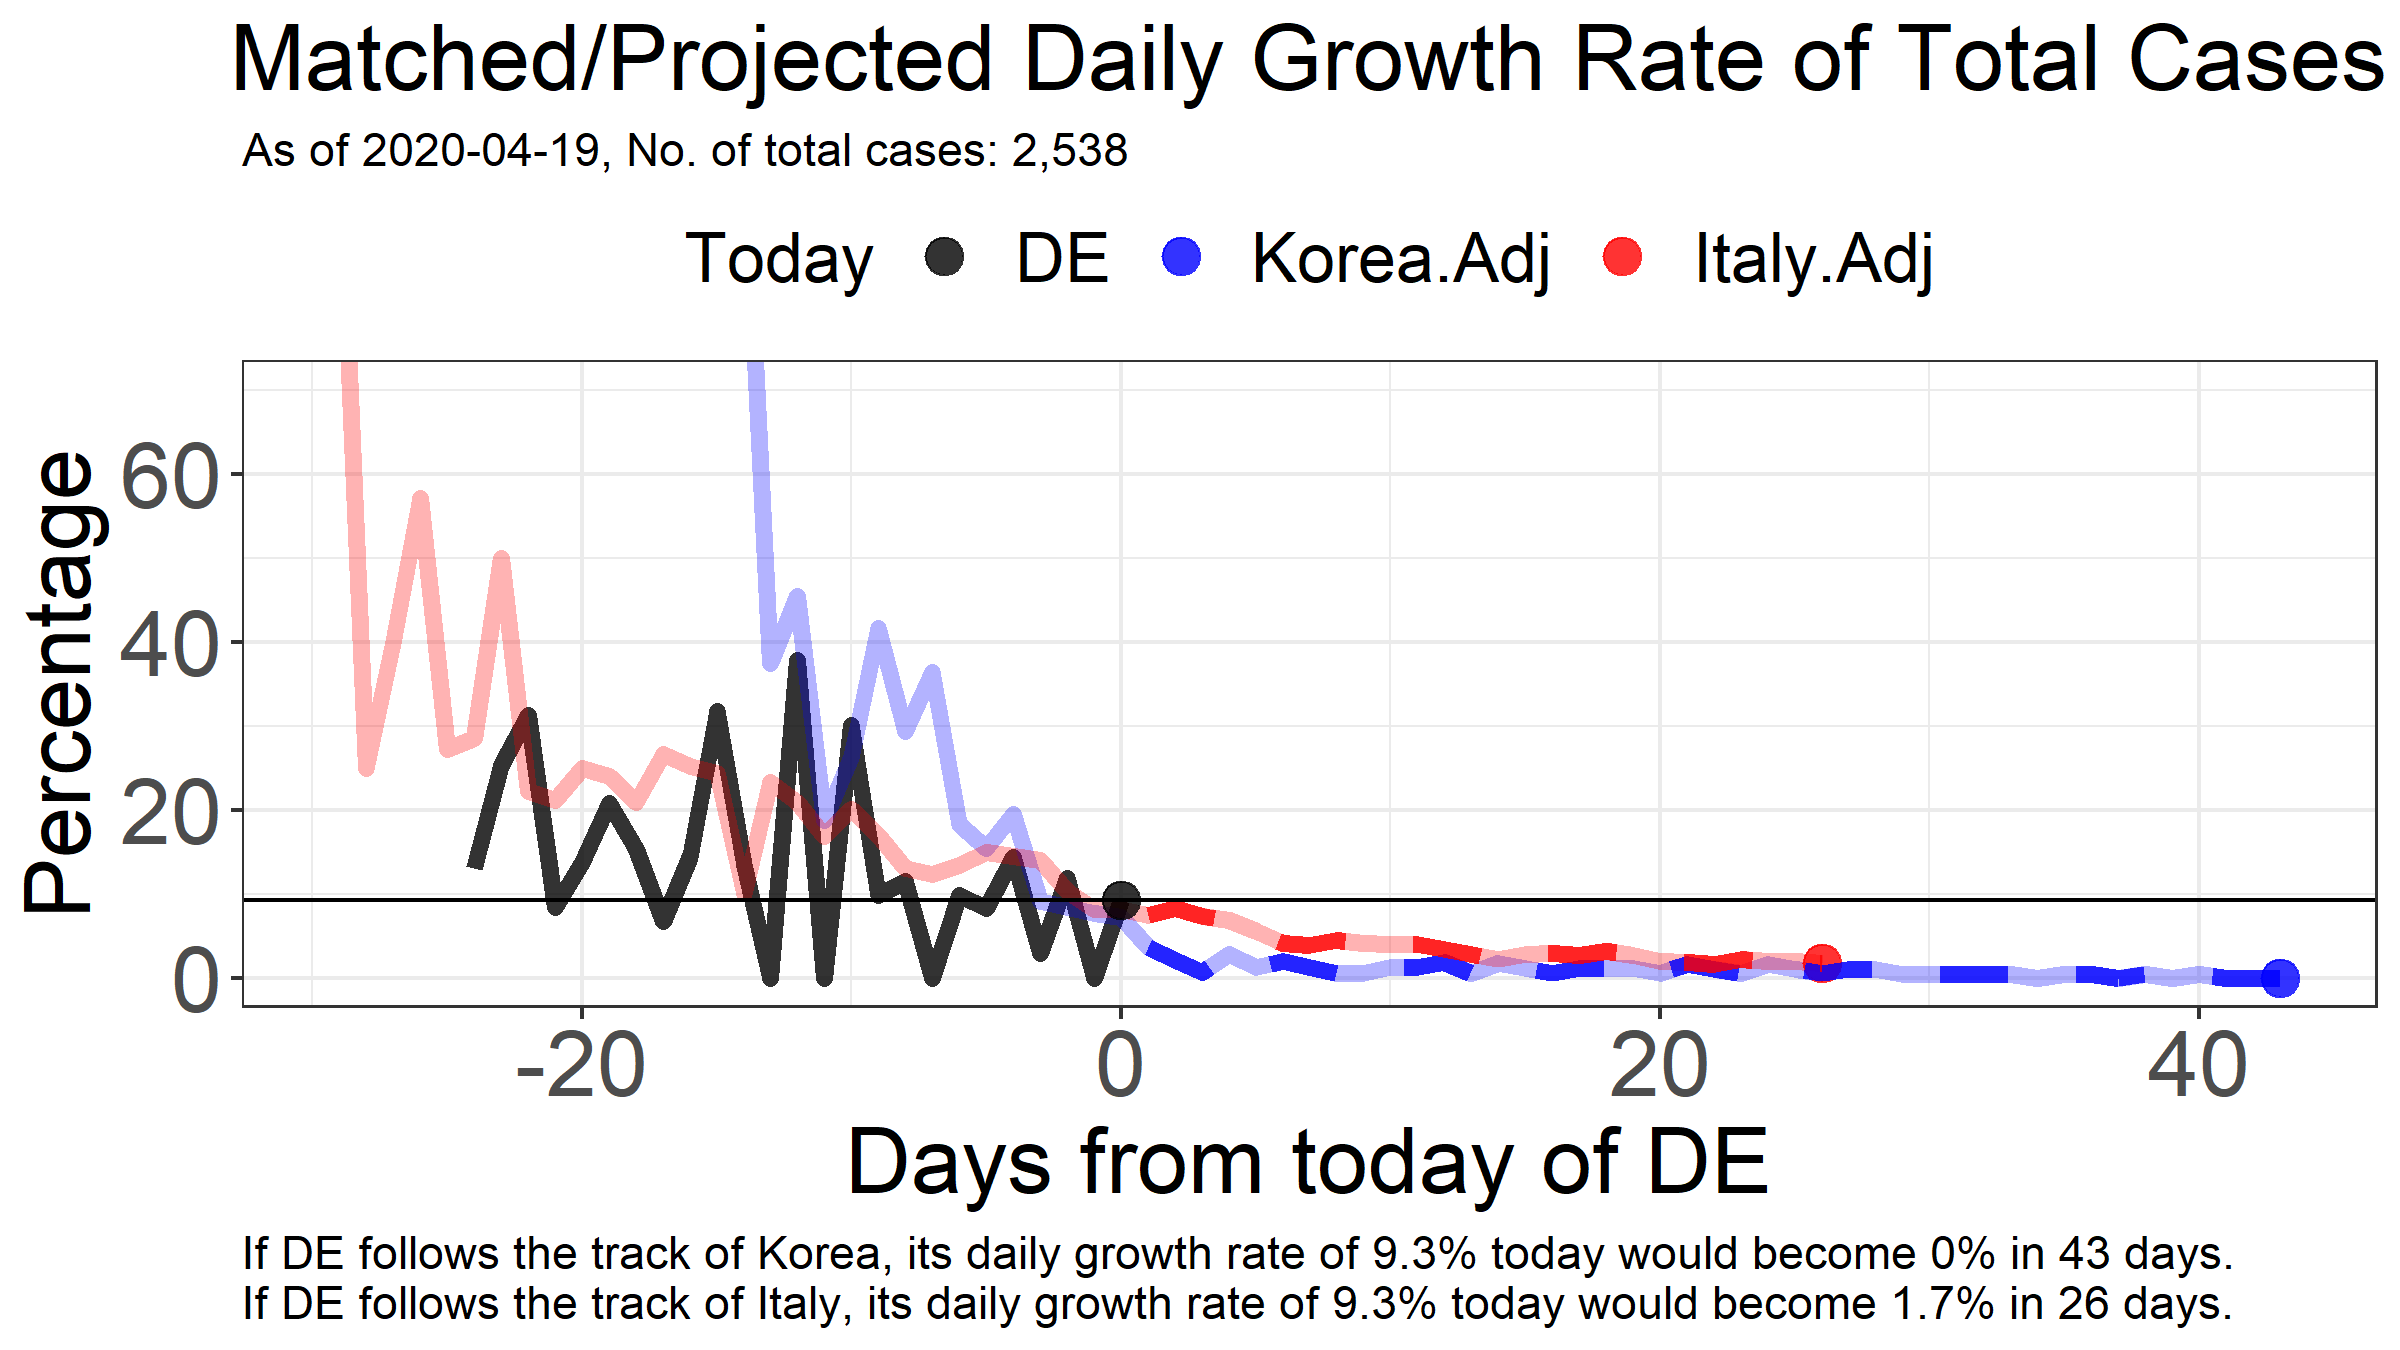 Matched/Projected Daily Growth Rate of Total Cases
As of 2020-04-19, No. of total cases: 2,538
Today DE Korea.Adj Italy.Adj
Percentage
60
40
20
0
-20 0 20 40
Days from today of DE
If DE follows the track of Korea, its daily growth rate of 9.3% today would become 0% in 43 days.
If DE follows the track of Italy, its daily growth rate of 9.3% today would become 1.7% in 26 days.